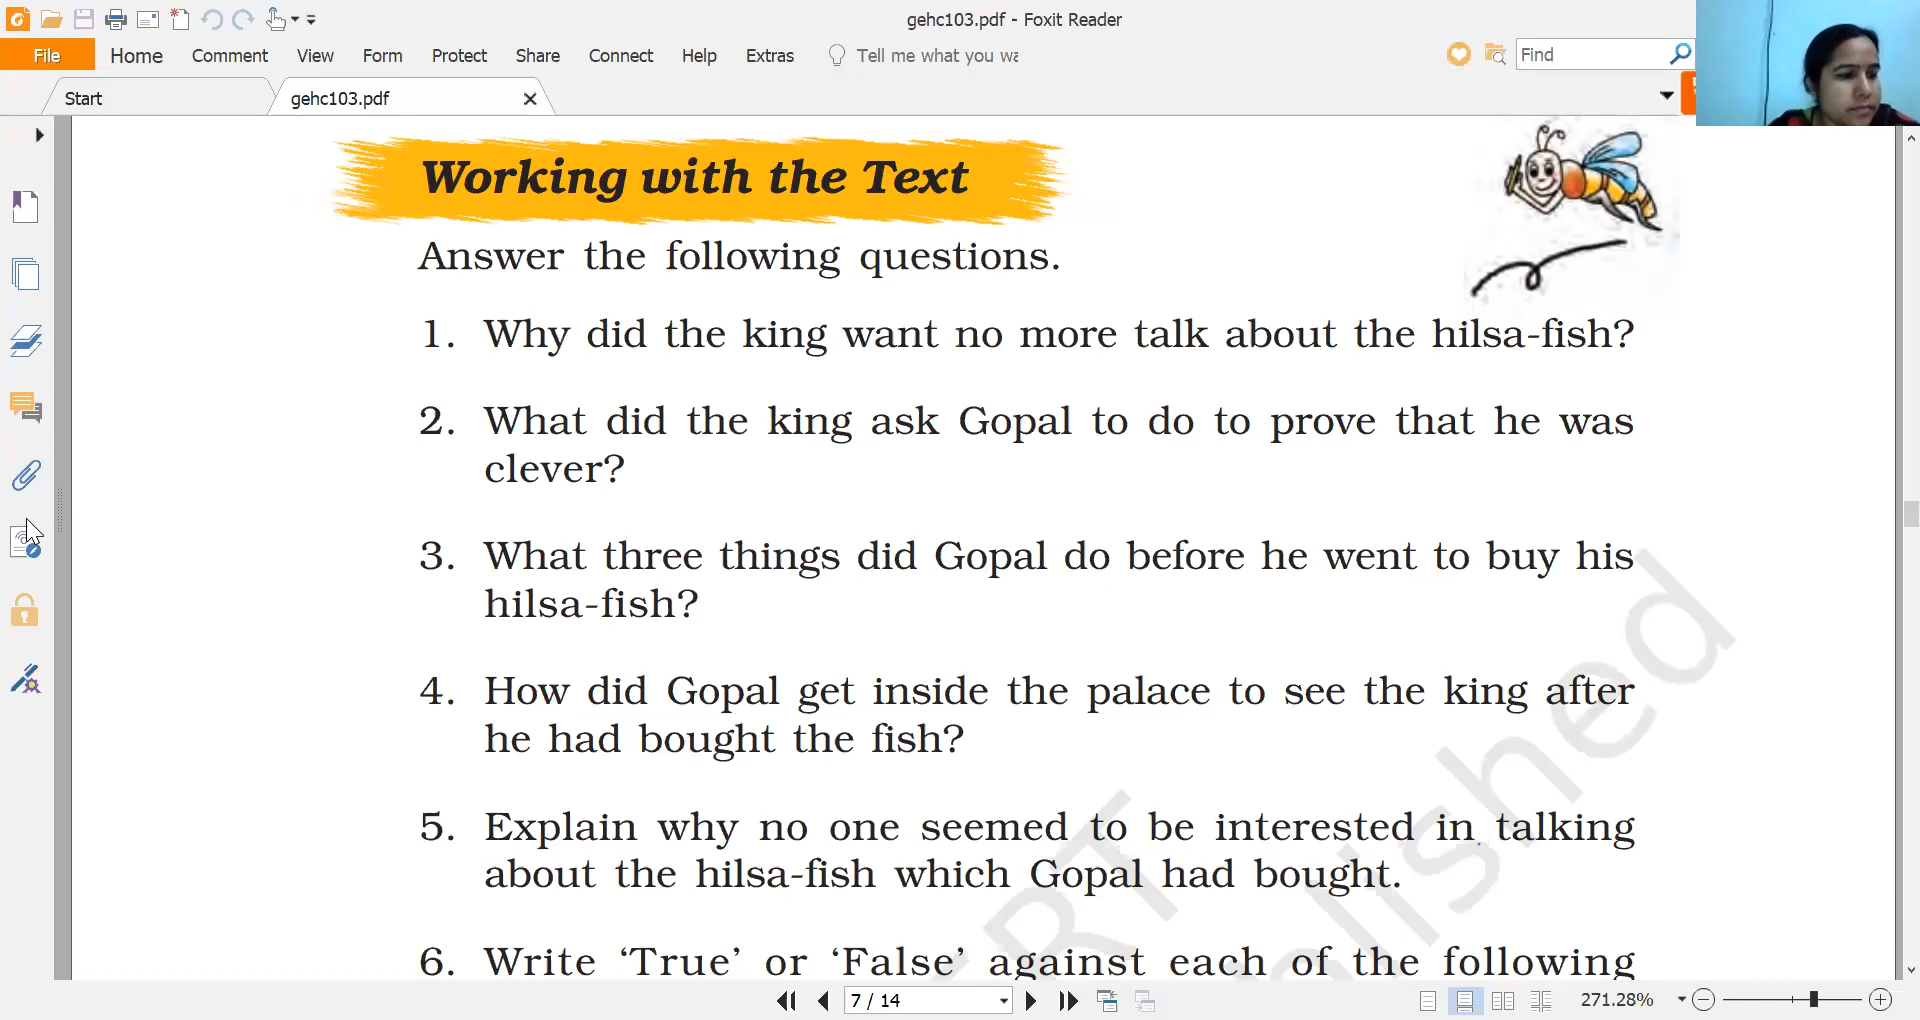 gehc103.pdf - Foxit Reader
File Home Comment View Form Protect Share Connect Help Extras Tell me what you wa Find
Start gehc103.pdf
Working with the Text
Answer the following questions.
1. Why did the king want no more talk about the hilsa-fish?
2. What did the king ask Gopal to do to prove that he was
clever?
3. What three things did Gopal do before he went to buy his
hilsa-fish?
4. How did Gopal get inside the palace to see the king after
he had bought the fish?
5. Explain why no one seemed to be interested in talking
about the hilsa-fish which Gopal had bought.
6. Write ‘True’ or ‘False’ against each of the following
7 / 14 271.28%